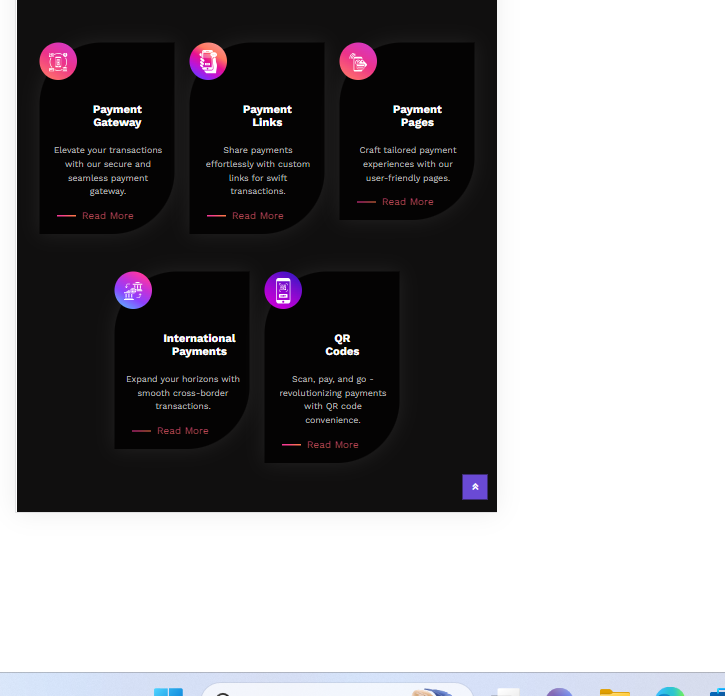 Payment
Gateway
Elevate your transactions
with our secure and
seamless payment
gateway.
Read More
Payment
Links
Share payments
effortlessly with custom
links for swift
transactions.
Read More
Payment
Pages
Craft tailored payment
experiences with our
user-friendly pages.
Read More
International
Payments
Expand your horizons with
smooth cross-border
transactions.
Read More
QR
Codes
Scan, pay, and go -
revolutionizing payments
with QR code
convenience.
Read More